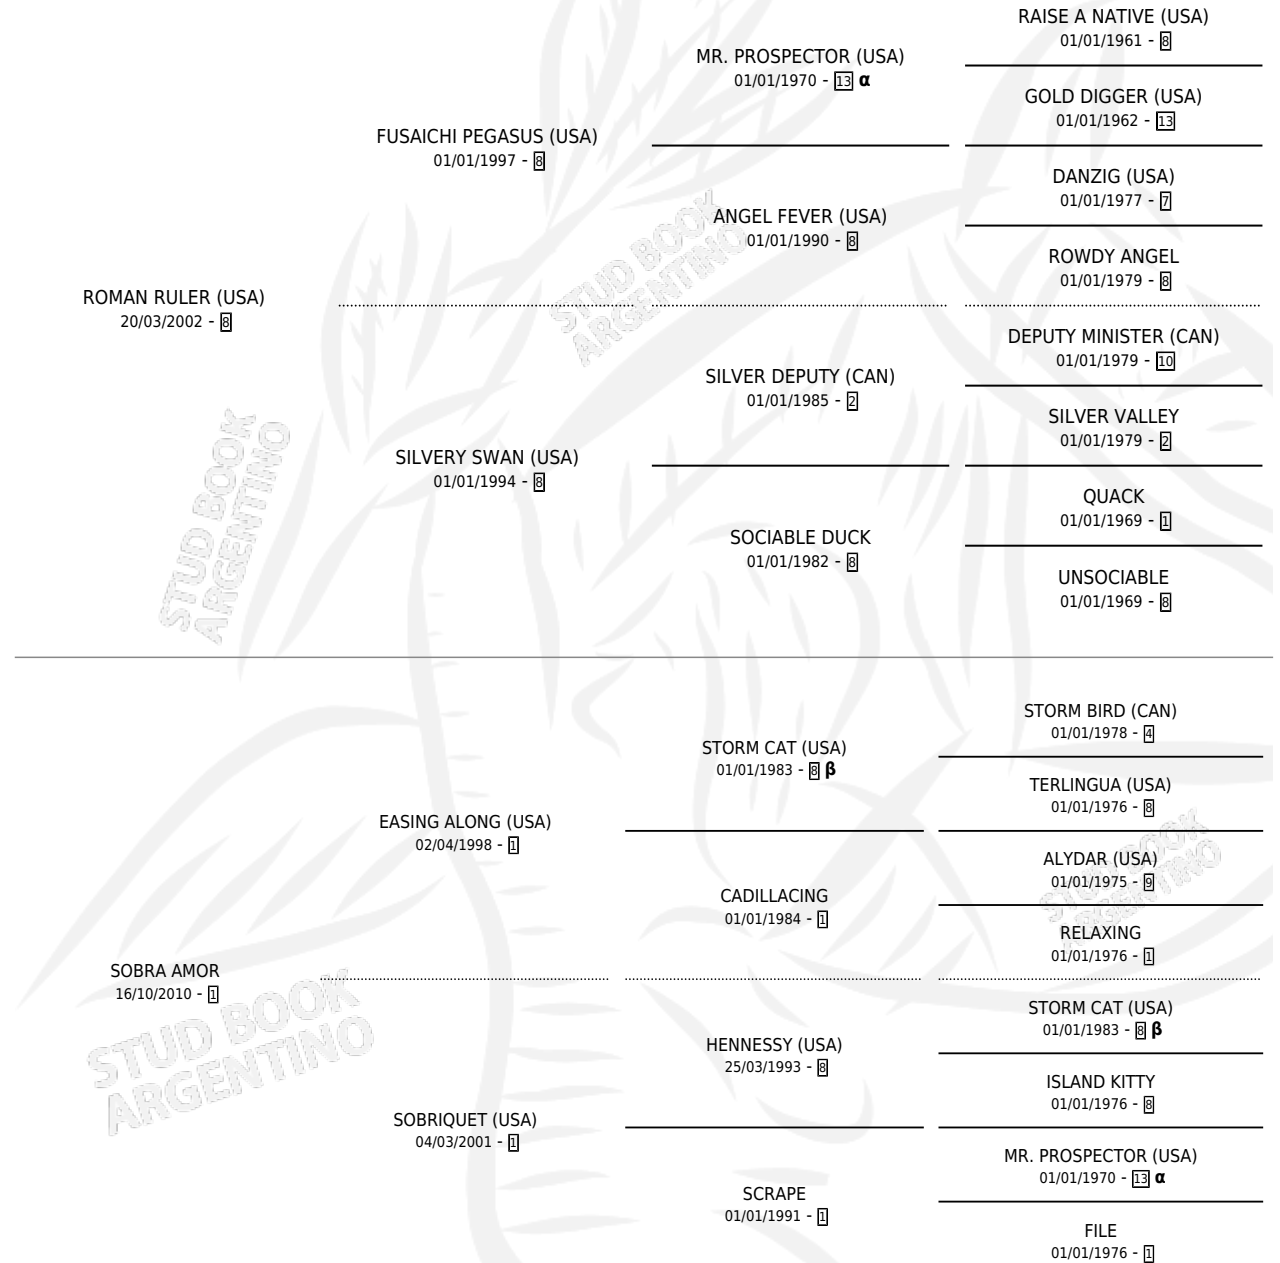 RAISE A NATIVE (USA)
01/01/1961 - 8
MR. PROSPECTOR (USA)
01/01/1970 - 13 α
GOLD DIGGER (USA)
01/01/1962 - 13
FUSAICHI PEGASUS (USA)
01/01/1997 - 8
DANZIG (USA)
01/01/1977 - 7
ANGEL FEVER (USA)
01/01/1990 - 8
ROWDY ANGEL
01/01/1979 - 8
ROMAN RULER (USA)
20/03/2002 - 8
DEPUTY MINISTER (CAN)
01/01/1979 - 10
SILVER DEPUTY (CAN)
01/01/1985 - 2
SILVER VALLEY
01/01/1979 - 2
SILVERY SWAN (USA)
01/01/1994 - 8
QUACK
01/01/1969 - 1
SOCIABLE DUCK
01/01/1982 - 8
UNSOCIABLE
01/01/1969 - 8
STORM BIRD (CAN)
01/01/1978 - 4
STORM CAT (USA)
01/01/1983 - 8 β
TERLINGUA (USA)
01/01/1976 - 8
EASING ALONG (USA)
02/04/1998 - 1
ALYDAR (USA)
01/01/1975 - 9
CADILLACING
01/01/1984 - 1
RELAXING
01/01/1976 - 1
SOBRA AMOR
16/10/2010 - 1
STORM CAT (USA)
01/01/1983 - 8 β
HENNESSY (USA)
25/03/1993 - 8
ISLAND KITTY
01/01/1976 - 8
SOBRIQUET (USA)
04/03/2001 - 1
MR. PROSPECTOR (USA)
01/01/1970 - 13 α
SCRAPE
01/01/1991 - 1
FILE
01/01/1976 - 1
STUD BOOK
ARGENTINO
STUD BOOK
ARGENTINO
STUD BOOK
ARGENTINO
STUD BOOK
ARGENTINO